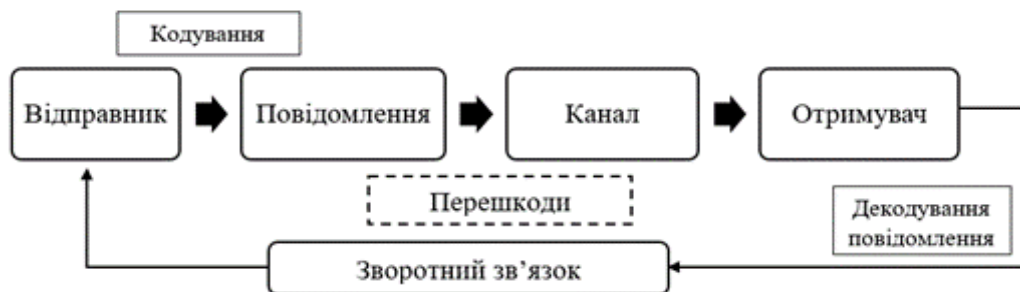 Кодування
Відправник
Повідомлення
Канал
Отримувач
Перешкоди
Декодування
повідомлення
Зворотний зв’язок